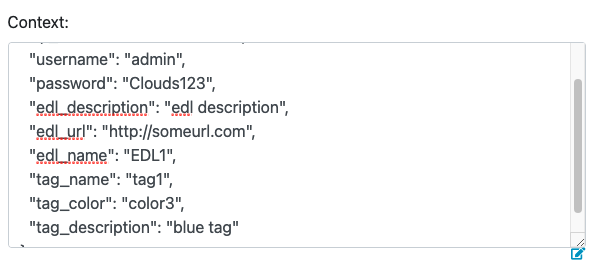 Context:
"username": "admin",
"password": "Clouds123",
"edl_description": "edl description",
"edl_url": "http://someurl.com",
"edl_name": "EDL1",
"tag_name": "tag1",
"tag_color": "color3",
"tag_description": "blue tag"